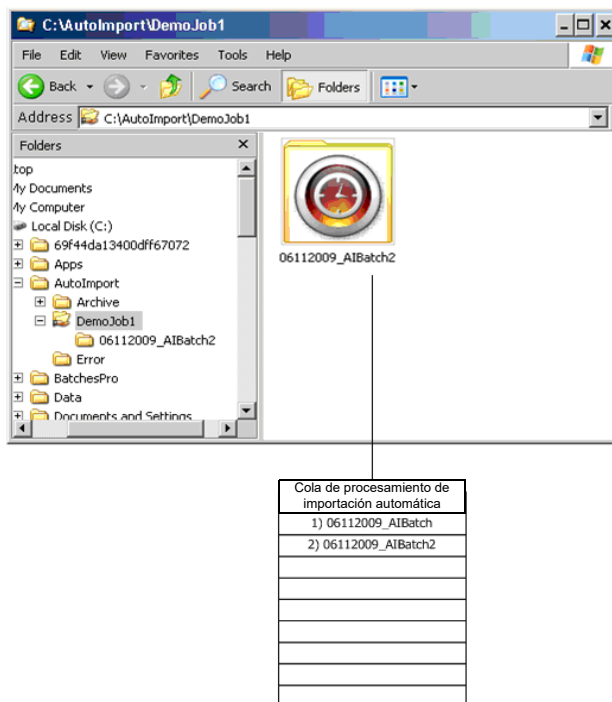 C:\AutoImport\DemoJob1
File Edit View Favorites Tools Help
Back Search Folders
Address C:\AutoImport\DemoJob1
Folders
top
My Documents
My Computer
Local Disk (C:)
69f44da13400dff67072
Apps
AutoImport
Archive
DemoJob1
06112009_AIBatch2
Error
BatchesPro
Data
Documents and Settings
06112009_AIBatch2
Cola de procesamiento de
importación automática
1) 06112009_AIBatch
2) 06112009_AIBatch2